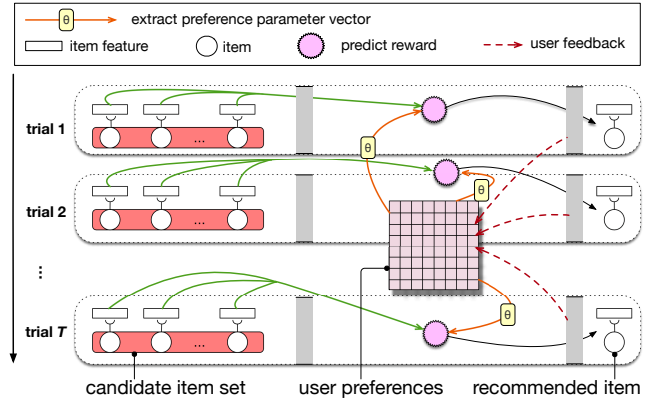 θ extract preference parameter vector
item feature item predict reward user feedback
trial 1
...
θ
trial 2
...
θ
...
trial T
...
θ
candidate item set user preferences recommended item